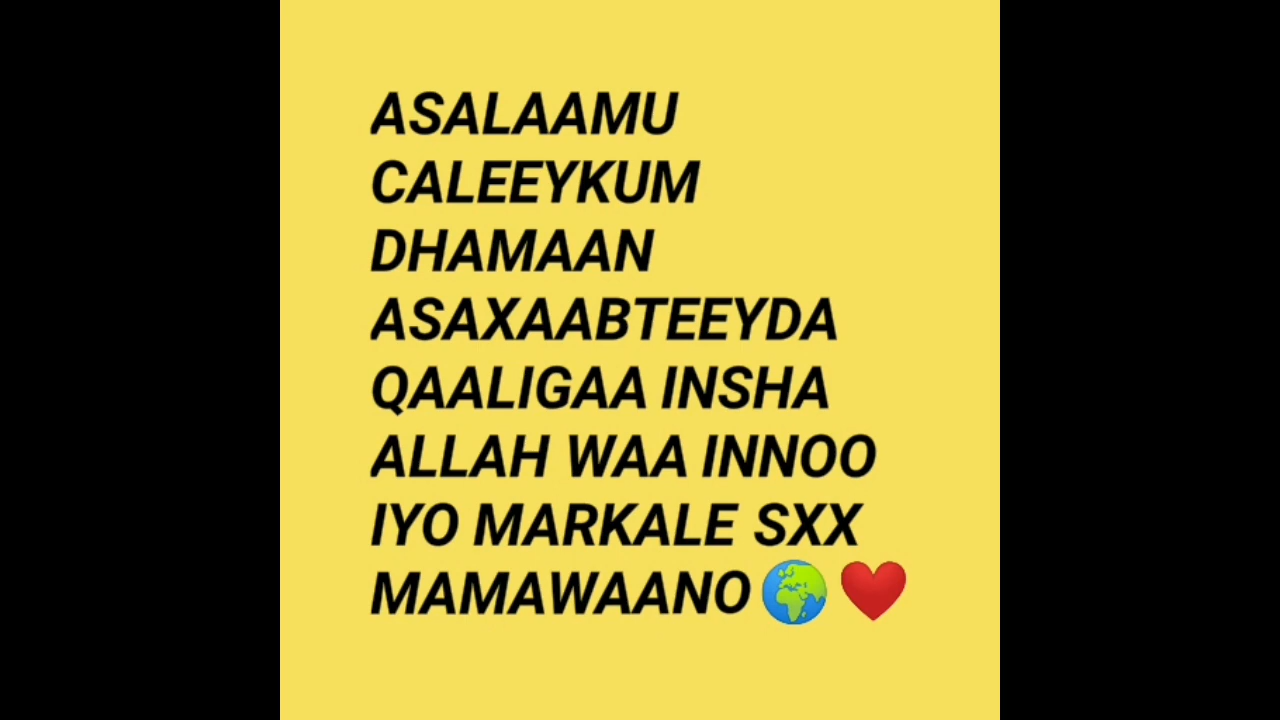 ASALAAMU
CALEEYKUM
DHAMAAN
ASAXAABTEEYDA
QAALIGAA INSHA
ALLAH WAA INNOO
IYO MARKALE SXX
MAMAWAANO🌍❤️